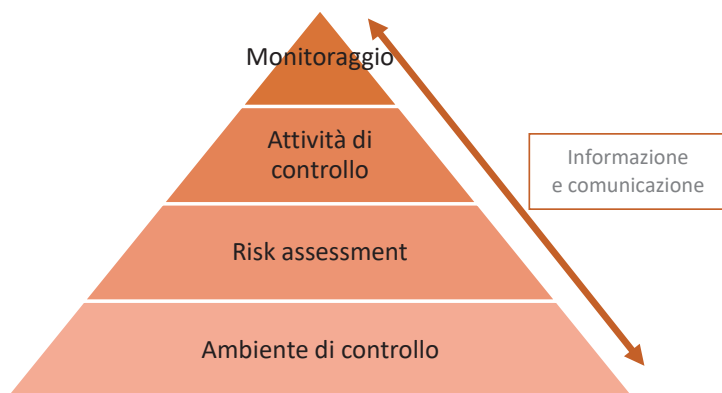 Monitoraggio
Attività di
controllo
Informazione
e comunicazione
Risk assessment
Ambiente di controllo